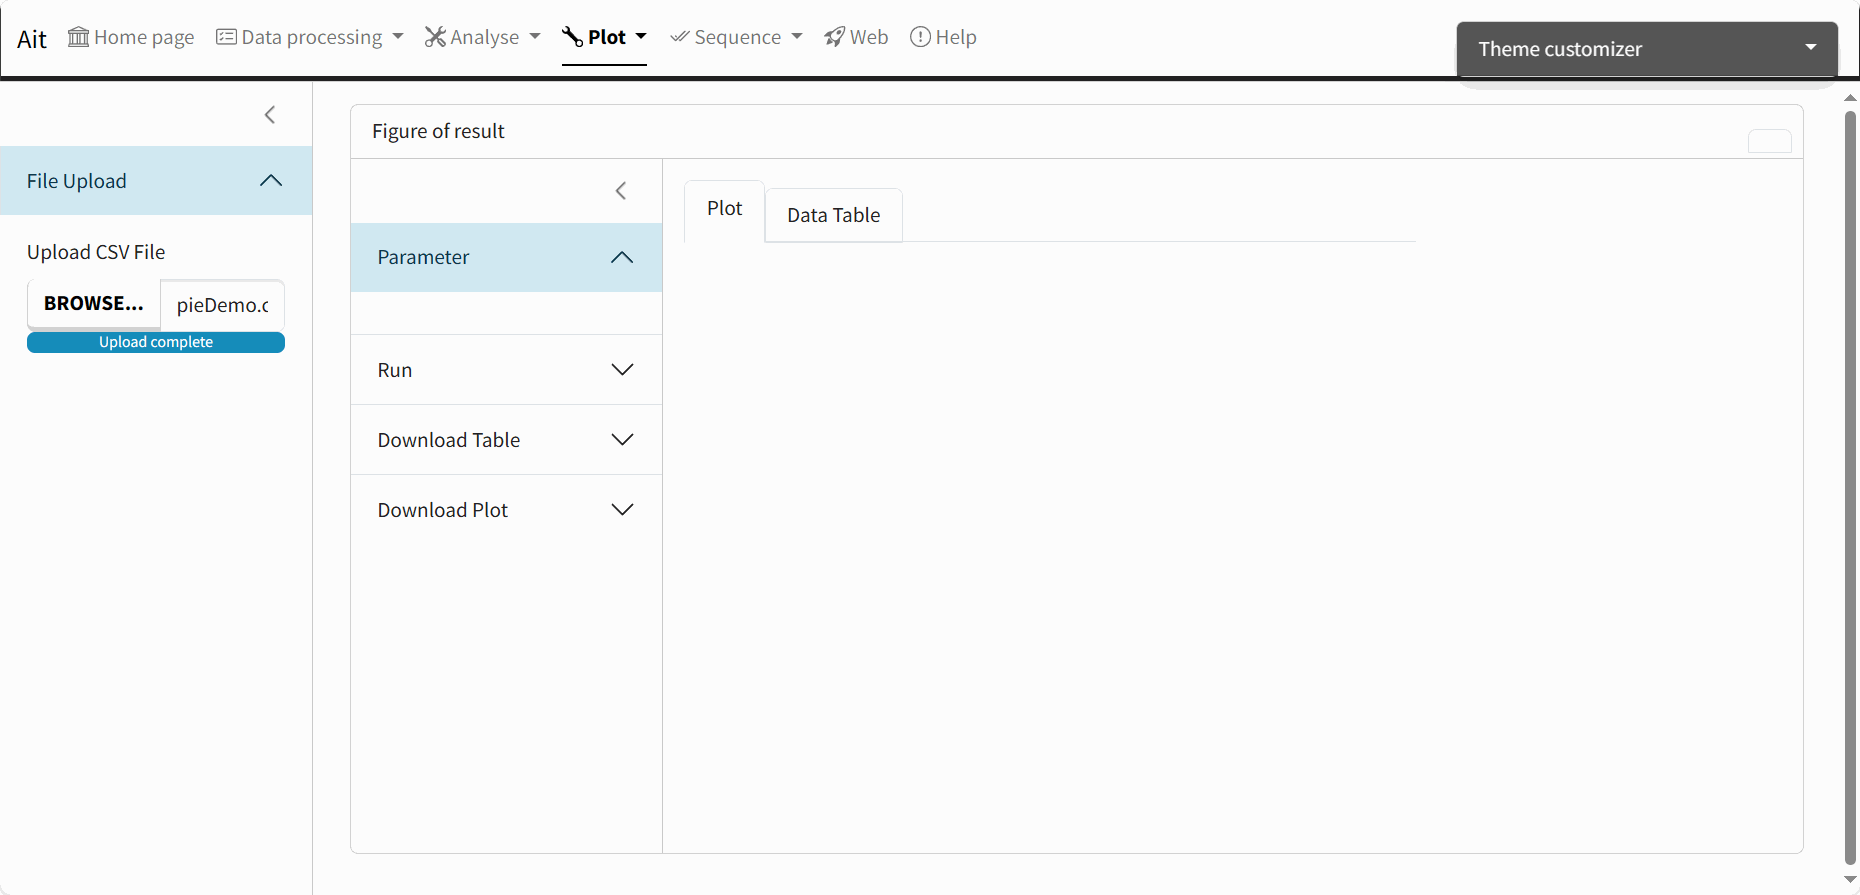 Ait Home page Data processing Analyse Plot Sequence Web Help
Theme customizer
File Upload
Upload CSV File
BROWSE... pieDemo.c
Upload complete
Figure of result
Parameter
Run
Download Table
Download Plot
Plot
Data Table